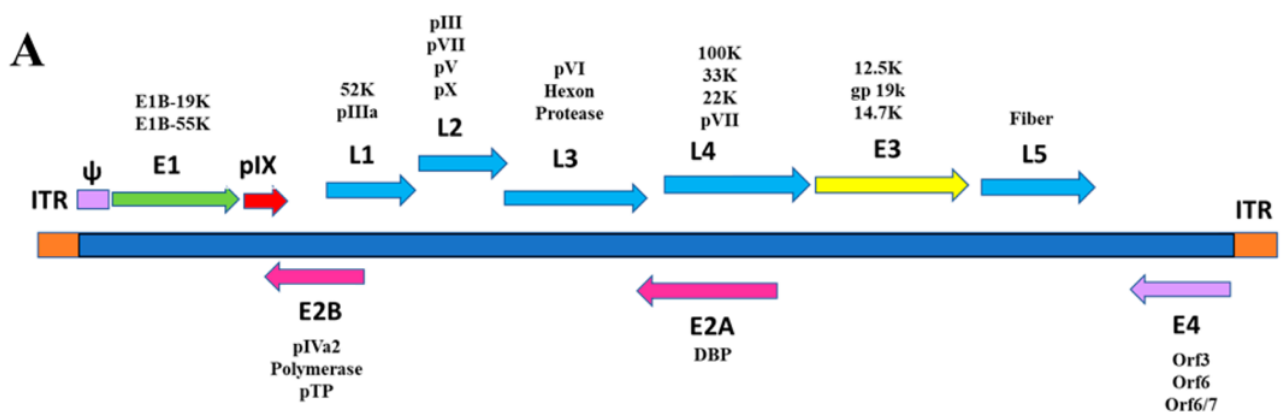 A
ITR
ψ
E1B-19K
E1B-55K
E1
pIX
52K
pIIIa
L1
pIII
pVII
pV
pX
L2
pVI
Hexon
Protease
L3
100K
33K
22K
pVII
L4
12.5K
gp 19k
14.7K
E3
Fiber
L5
ITR
E2B
pIVa2
Polymerase
pTP
E2A
DBP
E4
Orf3
Orf6
Orf6/7